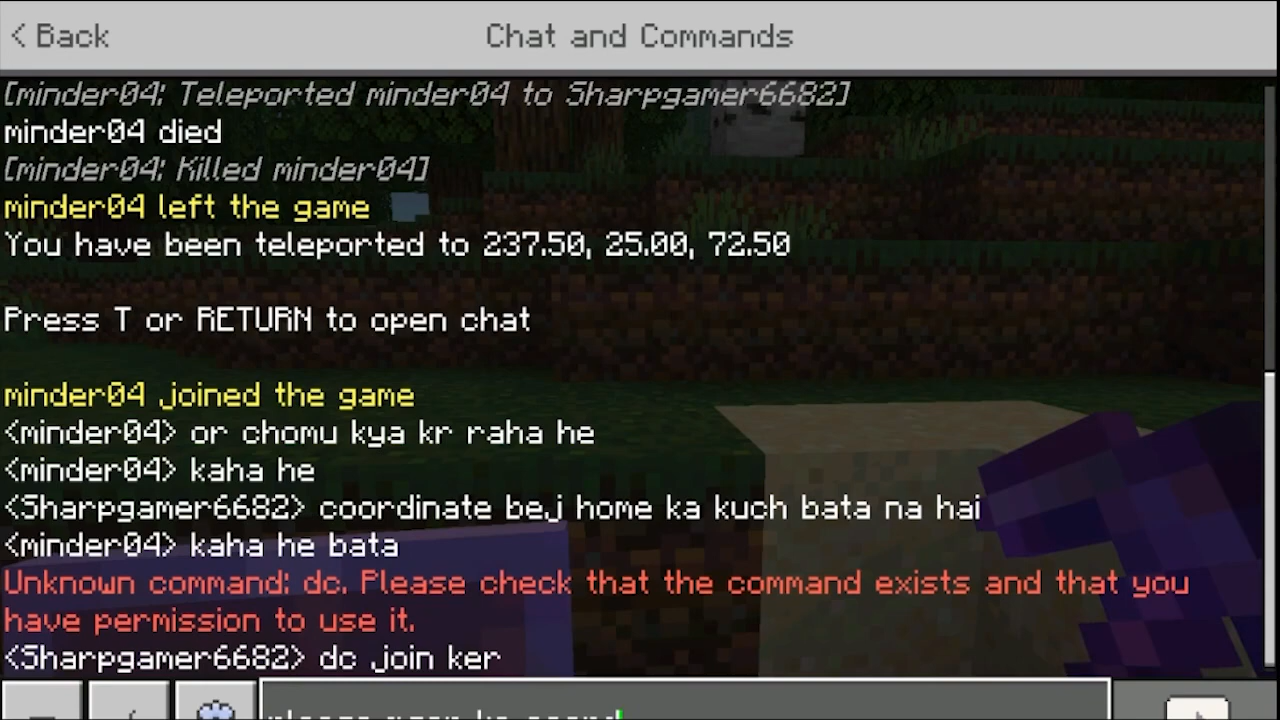 < Back
Chat and Commands
[minder04: Teleported minder04 to Sharpgamer6682]
minder04 died
[minder04: Killed minder04]
minder04 left the game
You have been teleported to 237.50, 25.00, 72.50
Press T or RETURN to open chat
minder04 joined the game
<minder04> or chomu kya kr raha he
<minder04> kaha he
<Sharpgamer6682> coordinate bej home ka kuch bata na hai
<minder04> kaha he bata
Unknown command: dc. Please check that the command exists and that you
have permission to use it.
<Sharpgamer6682> dc join ker
please